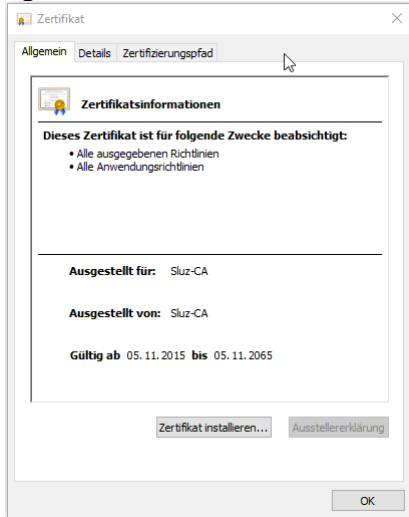 Zertifikat
Allgemein Details Zertifizierungspfad
Zertifikatsinformationen
Dieses Zertifikat ist für folgende Zwecke beabsichtigt:
• Alle ausgegebenen Richtlinien
• Alle Anwendungsrichtlinien
Ausgestellt für: Sluz-CA
Ausgestellt von: Sluz-CA
Gültig ab 05.11.2015 bis 05.11.2065
Zertifikat installieren... Ausstellererklärung
OK